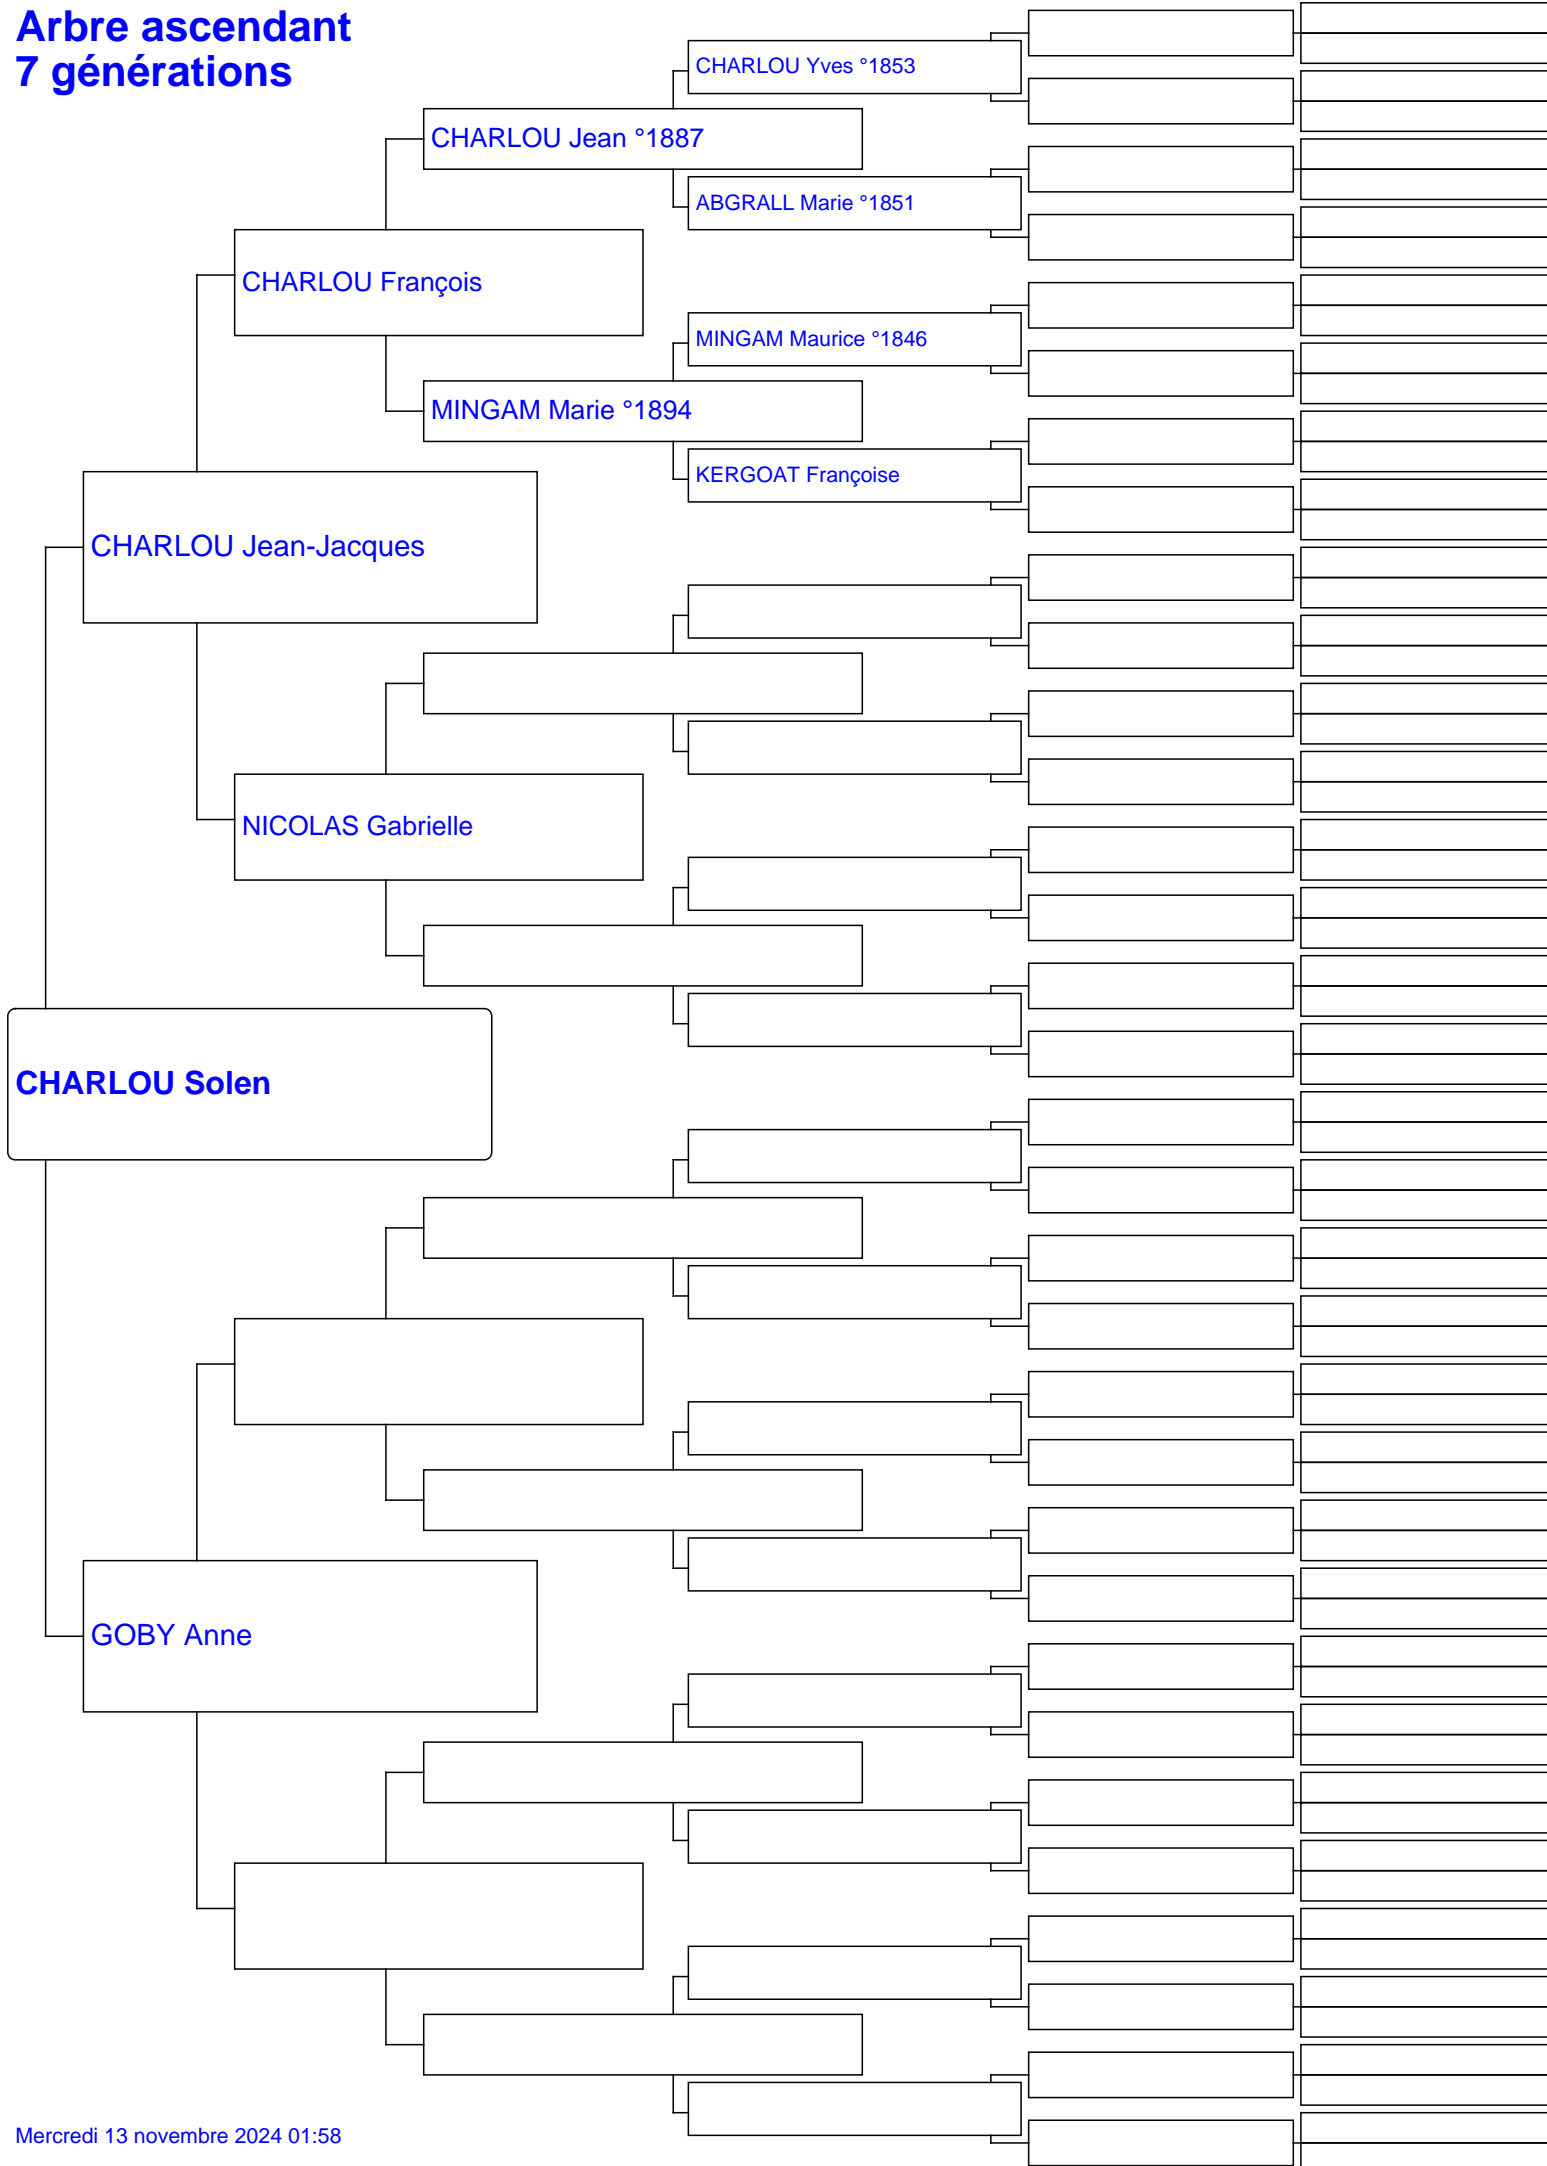 Arbre ascendant
7 générations
CHARLOU Yves °1853
CHARLOU Jean °1887
ABGRALL Marie °1851
CHARLOU François
MINGAM Maurice °1846
MINGAM Marie °1894
KERGOAT Françoise
CHARLOU Jean-Jacques
NICOLAS Gabrielle
CHARLOU Solen
GOBY Anne
Mercredi 13 novembre 2024 01:58